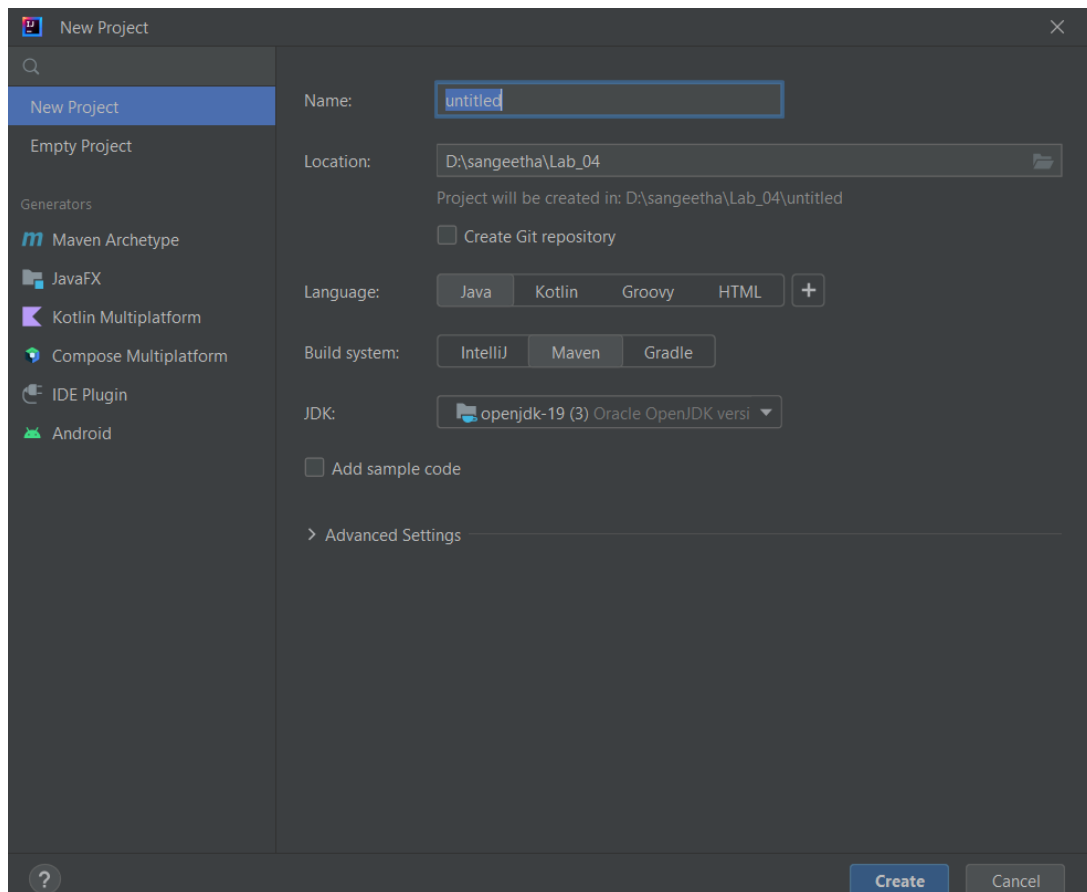 New Project
New Project
Empty Project
Generators
Maven Archetype
JavaFX
Kotlin Multiplatform
Compose Multiplatform
IDE Plugin
Android
Name: untitled
Location: D:\sangeetha\Lab_04
Project will be created in: D:\sangeetha\Lab_04\untitled
Create Git repository
Language: Java Kotlin Groovy HTML +
Build system: IntelliJ Maven Gradle
JDK: openjdk-19 (3) Oracle OpenJDK versi
Add sample code
Advanced Settings
? Create Cancel